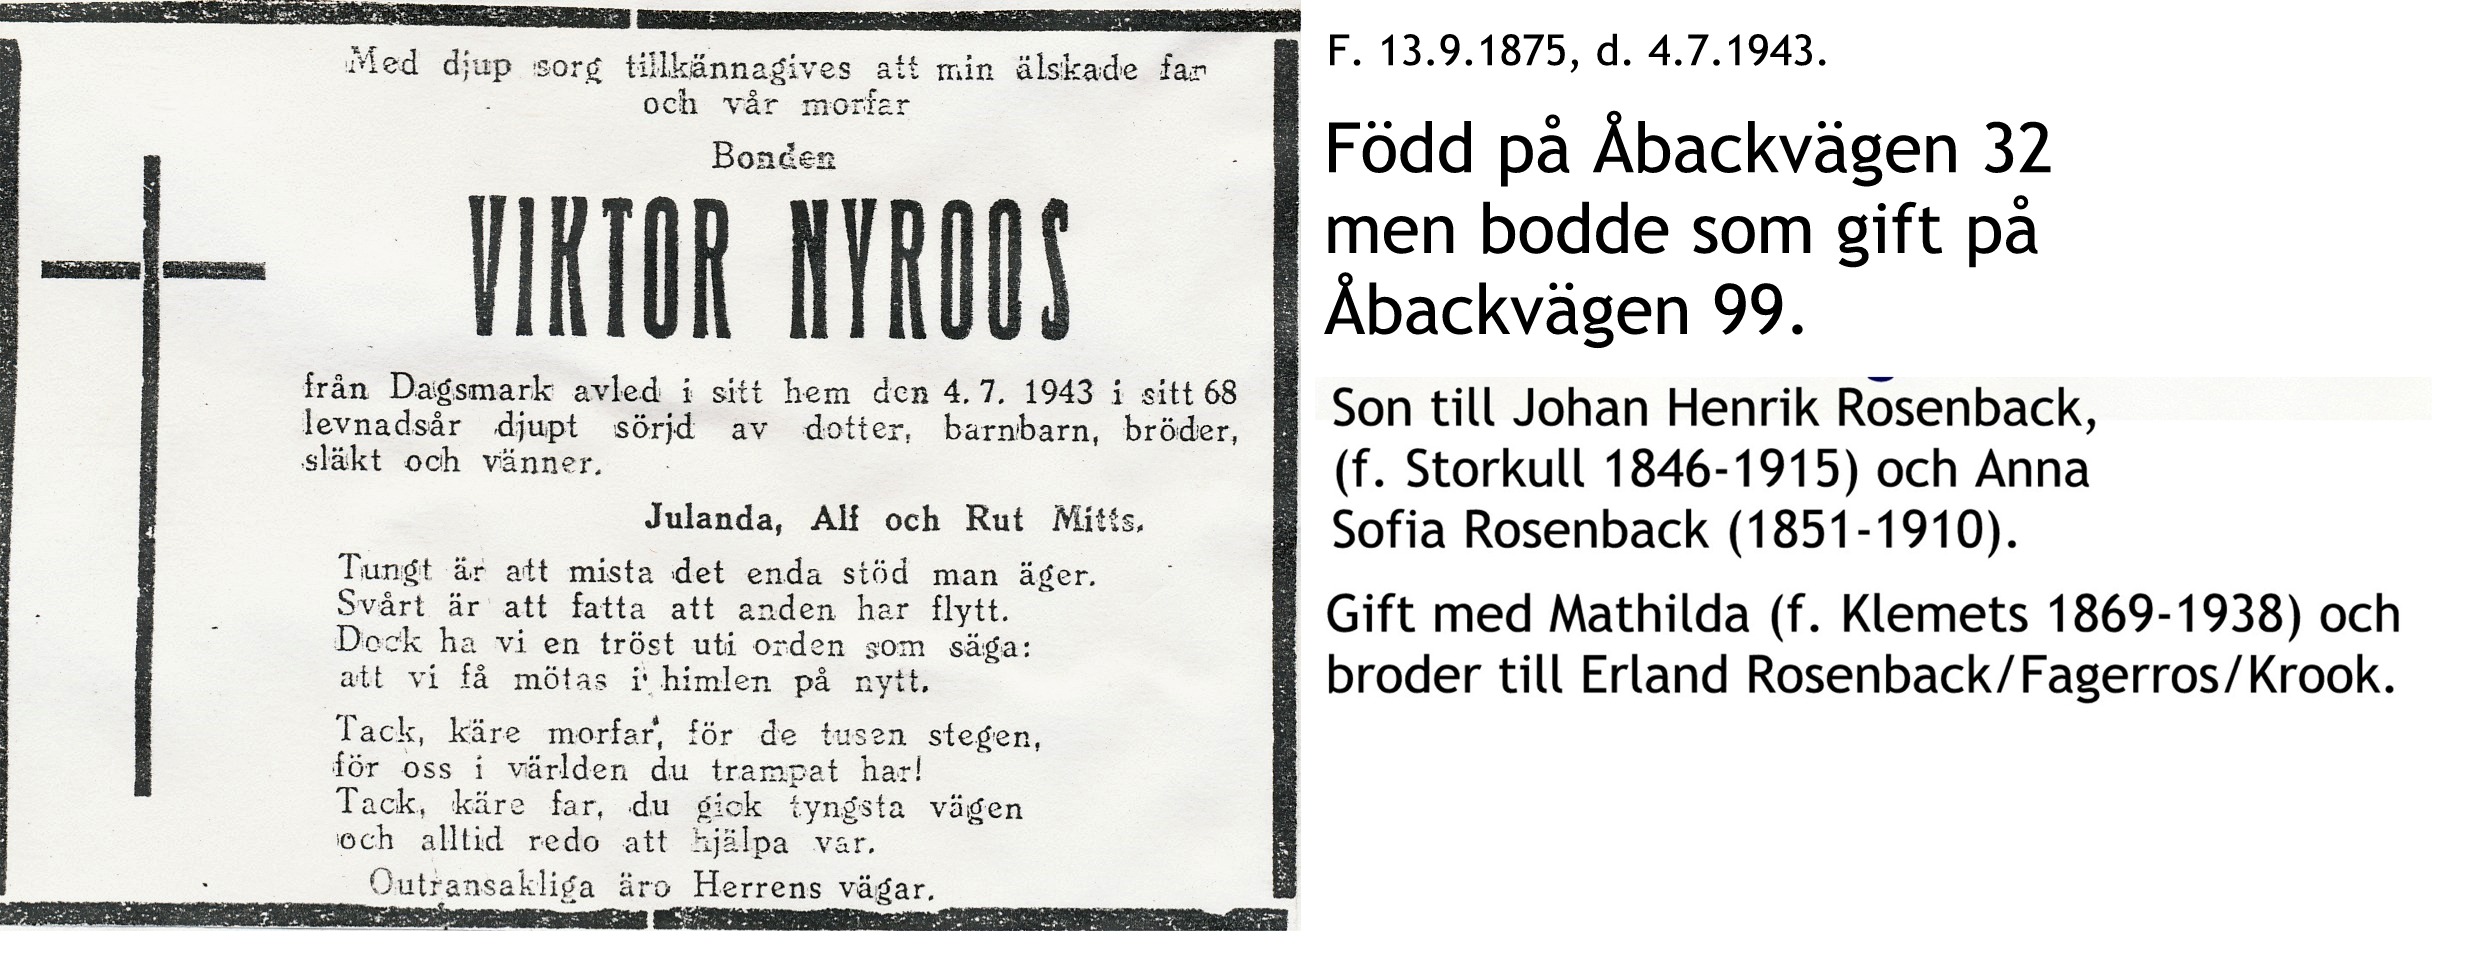 Med djup sorg tillkännagives att min älskade far
och vår morfar
Bonden
VIKTOR NYROOS
från Dagsmark avled i sitt hem den 4. 7. 1943 i sitt 68
levnadsår djupt sörjd av dotter, barnbarn, bröder,
släkt och vänner.
Julanda, Alf och Rut Mitts.
Tungt är att mista det enda stöd man äger.
Svårt är att fatta att anden har flytt.
Dock ha vi en tröst uti orden som säga:
att vi få mötas i himlen på nytt.
Tack, käre morfar, för de tusen stegen,
för oss i världen du trampat har!
Tack, käre far, du gick tyngsta vägen
och alltid redo att hjälpa var.
Outransakliga äro Herrens vägar.
F. 13.9.1875, d. 4.7.1943.
Född på Åbackvägen 32
men bodde som gift på
Åbackvägen 99.
Son till Johan Henrik Rosenback,
(f. Storkull 1846-1915) och Anna
Sofia Rosenback (1851-1910).
Gift med Mathilda (f. Klemets 1869-1938) och
broder till Erland Rosenback/Fagerros/Krook.